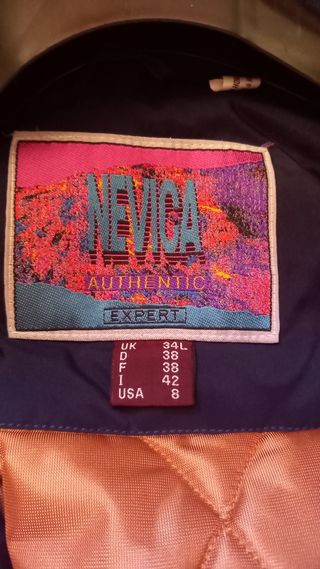 NEVICA
AUTHENTIC
EXPERT
UK 34L
D 38
F 38
I 42
USA 8